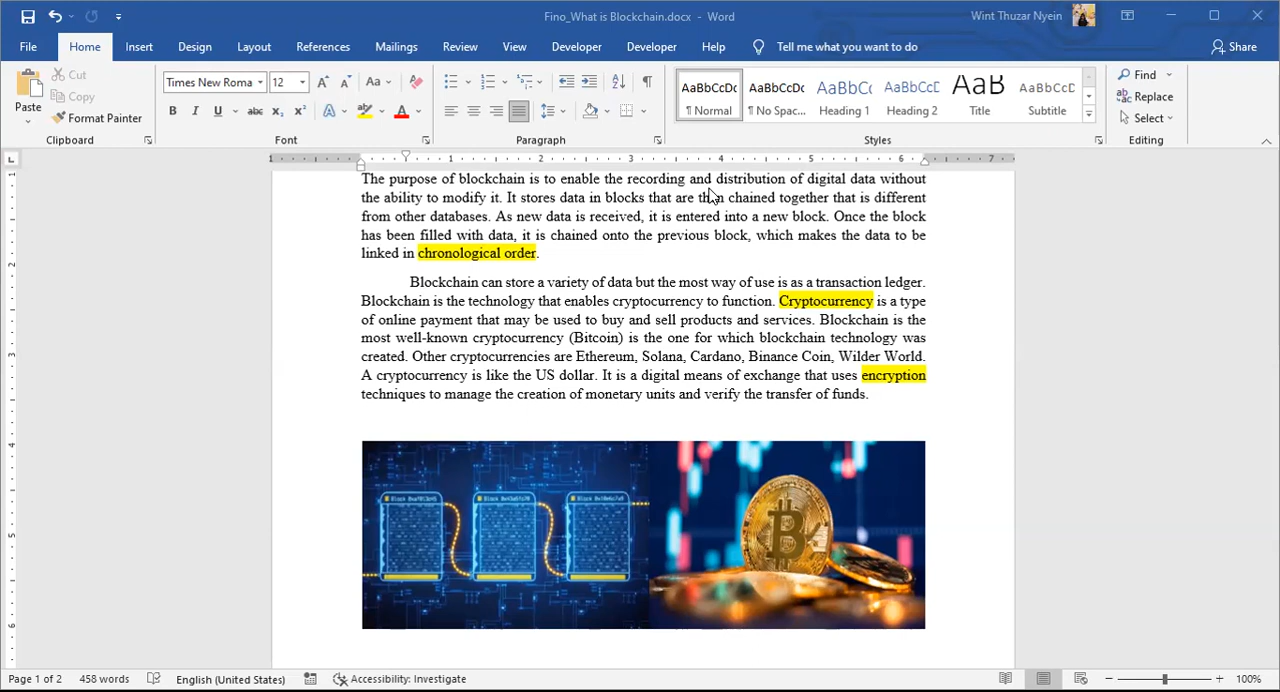 Fino_What is Blockchain.docx - Word
Wint Thuzar Nyein
File Home Insert Design Layout References Mailings Review View Developer Developer Help Tell me what you want to do Share
Paste
Cut
Copy
Format Painter
Clipboard
Times New Roma 12
Font
Paragraph
AaBbCcDc AaBbCcDc AaBbCc AaBbCcD AaB AaBbCcD
¶ Normal ¶ No Spac... Heading 1 Heading 2 Title Subtitle
Styles
Find
Replace
Select
Editing
1 1 2 3 4 5 6 7
The purpose of blockchain is to enable the recording and distribution of digital data without
the ability to modify it. It stores data in blocks that are then chained together that is different
from other databases. As new data is received, it is entered into a new block. Once the block
has been filled with data, it is chained onto the previous block, which makes the data to be
linked in chronological order.
Blockchain can store a variety of data but the most way of use is as a transaction ledger.
Blockchain is the technology that enables cryptocurrency to function. Cryptocurrency is a type
of online payment that may be used to buy and sell products and services. Blockchain is the
most well-known cryptocurrency (Bitcoin) is the one for which blockchain technology was
created. Other cryptocurrencies are Ethereum, Solana, Cardano, Binance Coin, Wilder World.
A cryptocurrency is like the US dollar. It is a digital means of exchange that uses encryption
techniques to manage the creation of monetary units and verify the transfer of funds.
Page 1 of 2 458 words English (United States) Accessibility: Investigate 100%